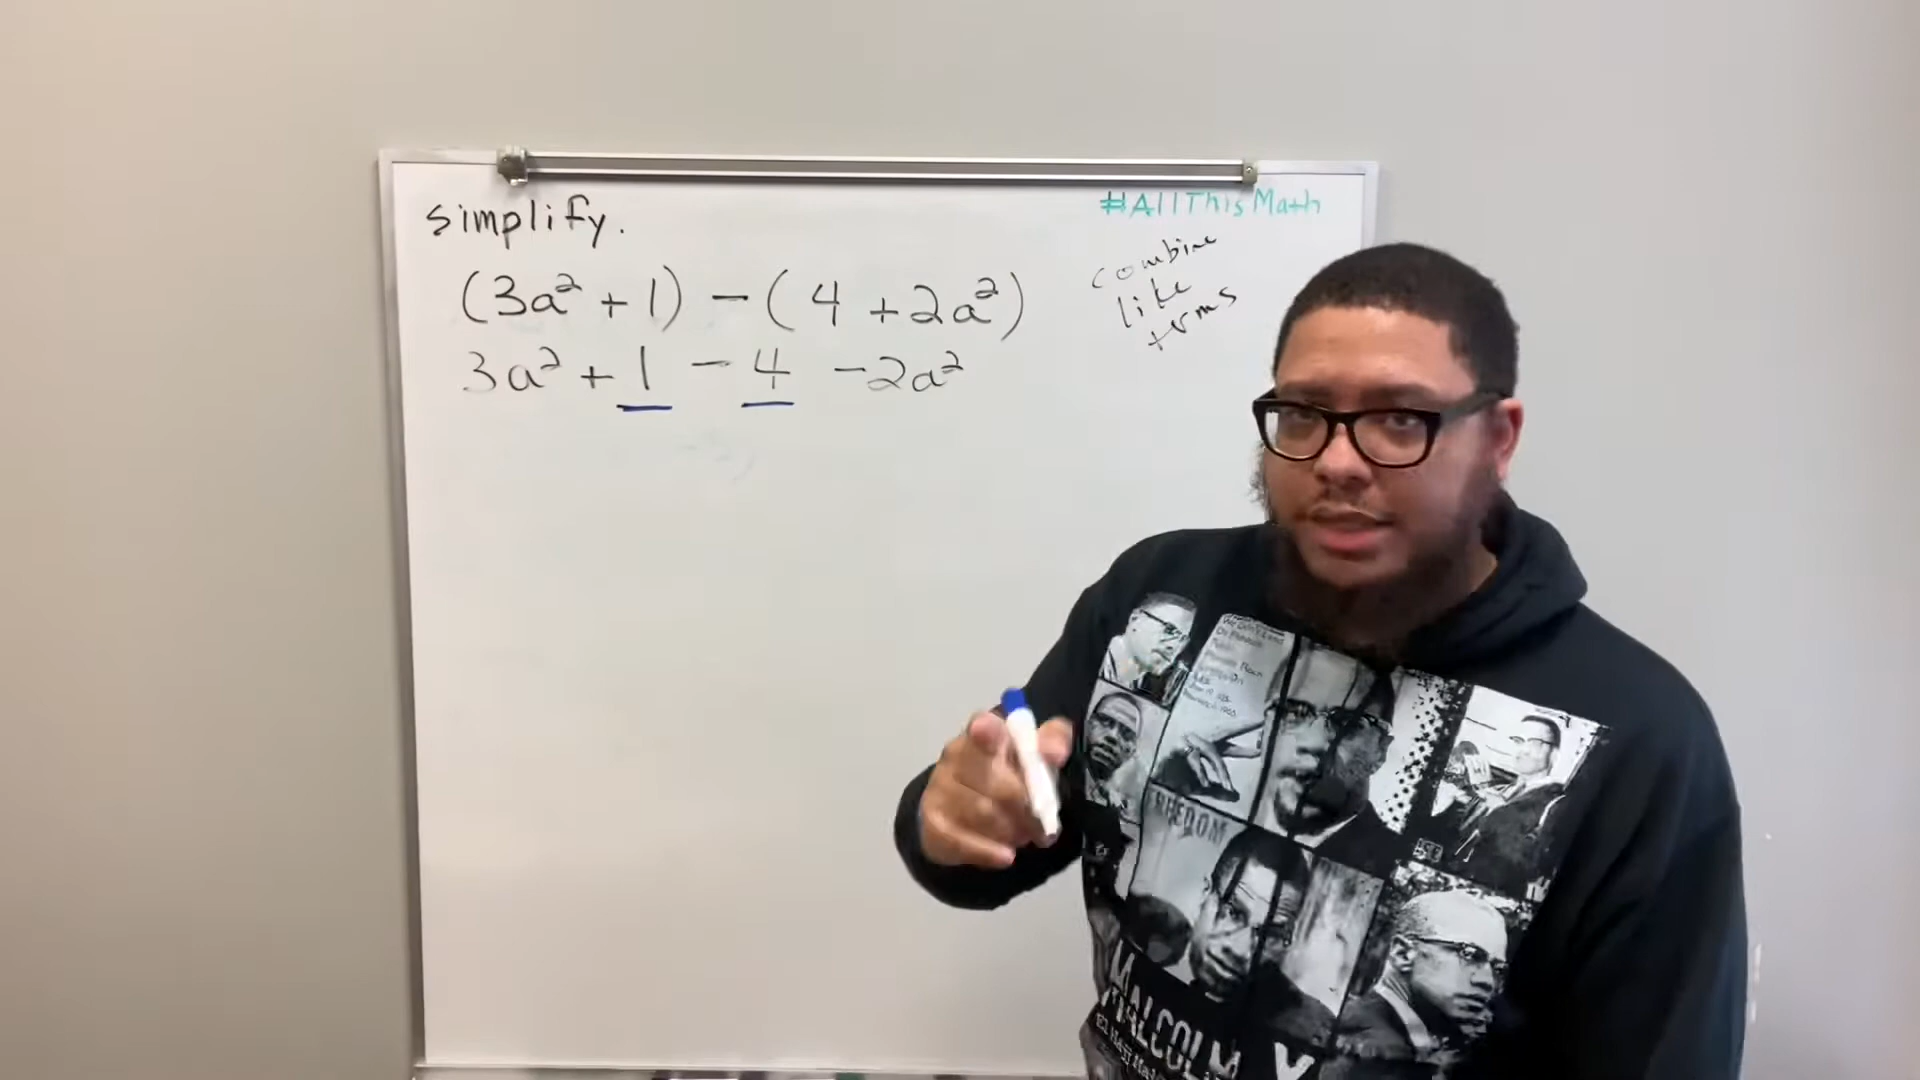 simplify.
#AllThisMath
combine
like
terms
(3a² + 1) - (4 + 2a²)
3a² + 1 - 4 - 2a²
FREEDOM
MALCOLM X